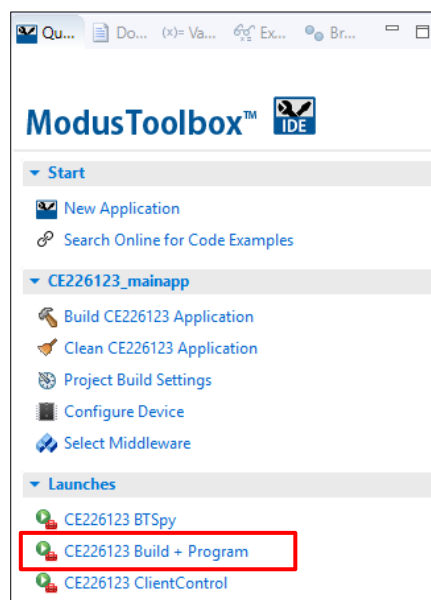 Qu... Do... (x)= Va... Ex... Br...
ModusToolbox™ IDE
Start
New Application
Search Online for Code Examples
CE226123_mainapp
Build CE226123 Application
Clean CE226123 Application
Project Build Settings
Configure Device
Select Middleware
Launches
CE226123 BTSpy
CE226123 Build + Program
CE226123 ClientControl